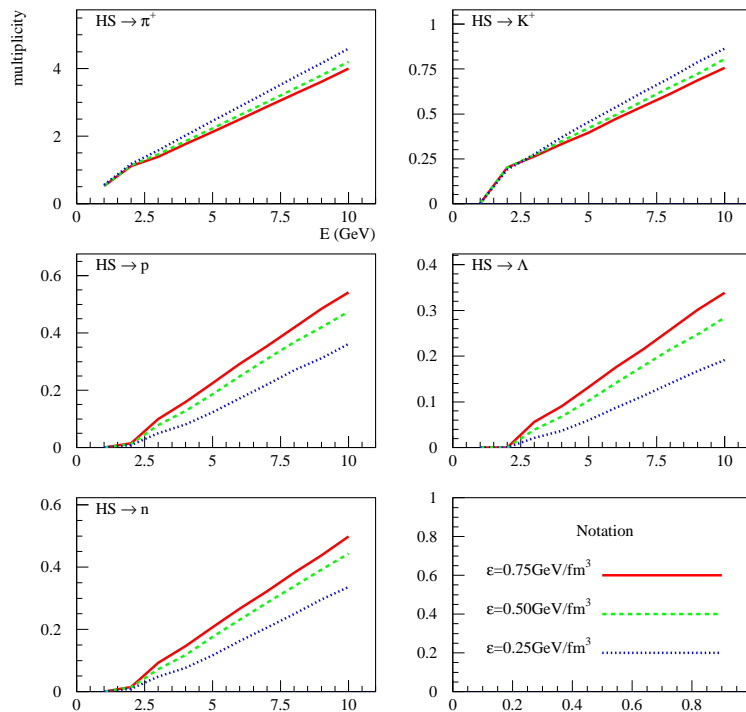 HS → π⁺
multiplicity
4
2
0
0 2.5 5 7.5 10
E (GeV)
HS → K⁺
1
0.75
0.5
0.25
0
0 2.5 5 7.5 10
HS → p
0.6
0.4
0.2
0
0 2.5 5 7.5 10
HS → Λ
0.4
0.3
0.2
0.1
0
0 2.5 5 7.5 10
HS → n
0.6
0.4
0.2
0
0 2.5 5 7.5 10
1
0.8
0.6
0.4
0.2
0
Notation
ε=0.75GeV/fm³
ε=0.50GeV/fm³
ε=0.25GeV/fm³
0 0.2 0.4 0.6 0.8